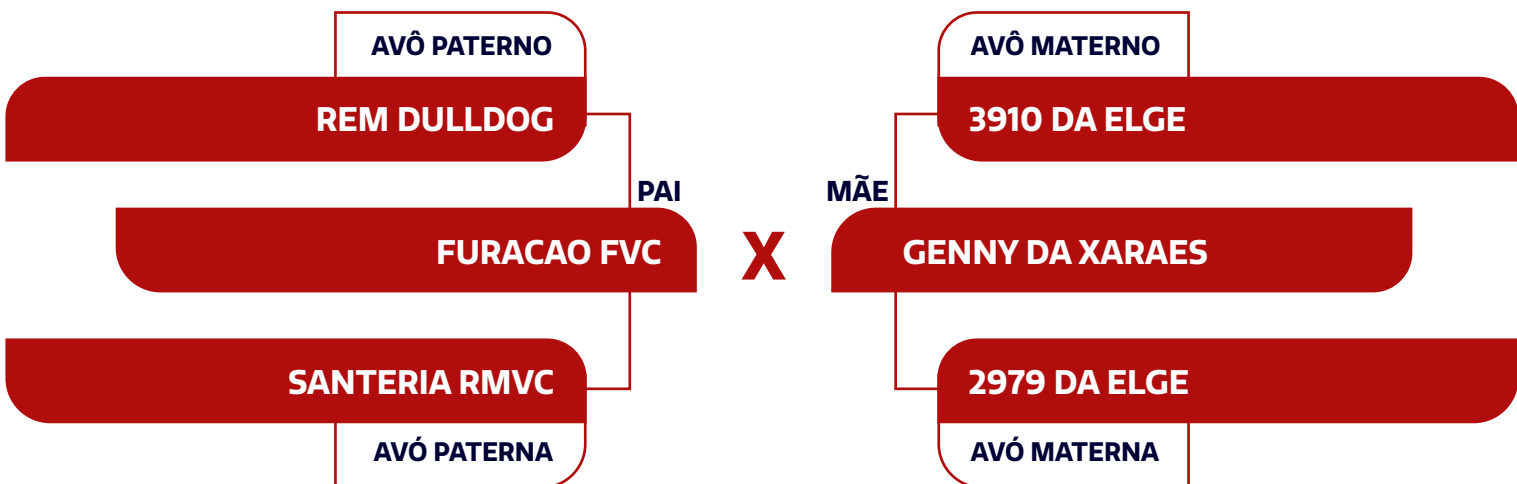 AVÔ PATERNO
REM DULLDOG
PAI
FURACAO FVC
SANTERIA RMVC
AVÓ PATERNA
X
AVÔ MATERNO
3910 DA ELGE
MÃE
GENNY DA XARAES
2979 DA ELGE
AVÓ MATERNA